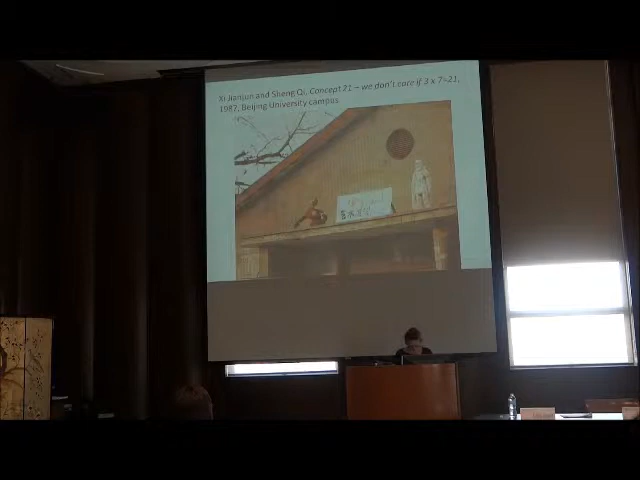 Xi Jianjun and Sheng Qi, Concept 21 – we don't care if 3 x 7=21,
1987, Beijing University campus